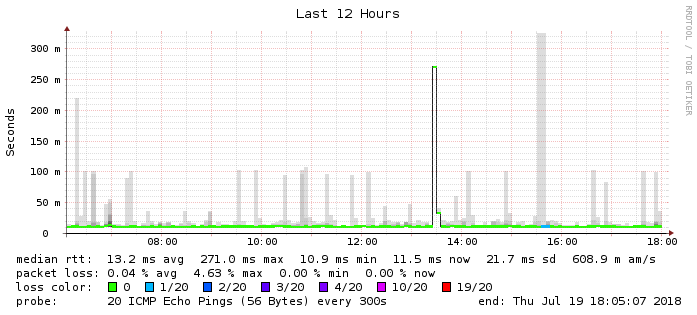 Last 12 Hours
RRDTOOL / TOBI OETIKER
Seconds
300 m
250 m
200 m
150 m
100 m
50 m
0
08:00 10:00 12:00 14:00 16:00 18:00
median rtt: 13.2 ms avg 271.0 ms max 10.9 ms min 11.5 ms now 21.7 ms sd 608.9 m am/s
packet loss: 0.04 % avg 4.63 % max 0.00 % min 0.00 % now
loss color: 0 1/20 2/20 3/20 4/20 10/20 19/20
probe: 20 ICMP Echo Pings (56 Bytes) every 300s end: Thu Jul 19 18:05:07 2018